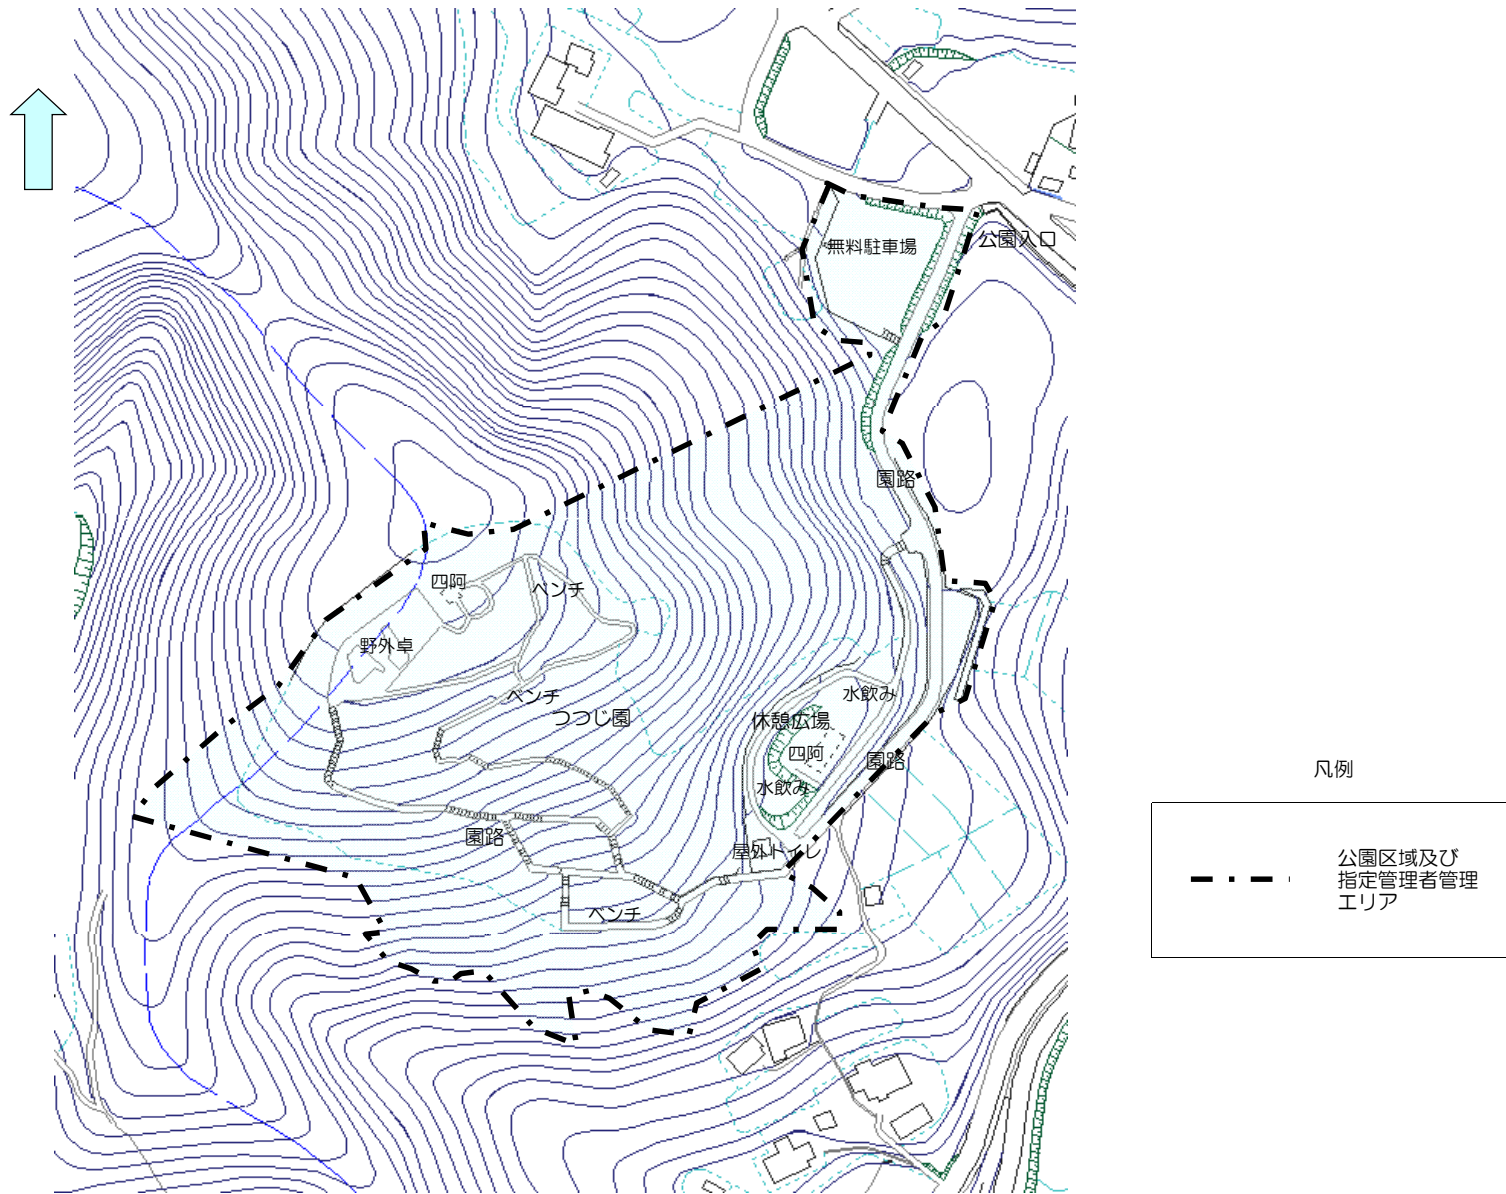 無料駐車場
公園入口
園路
四阿
ベンチ
野外卓
ベンチ
つつじ園
水飲み
休憩広場
四阿
園路
水飲み
園路
屋外トイレ
ベンチ
凡例
公園区域及び
指定管理者管理
エリア